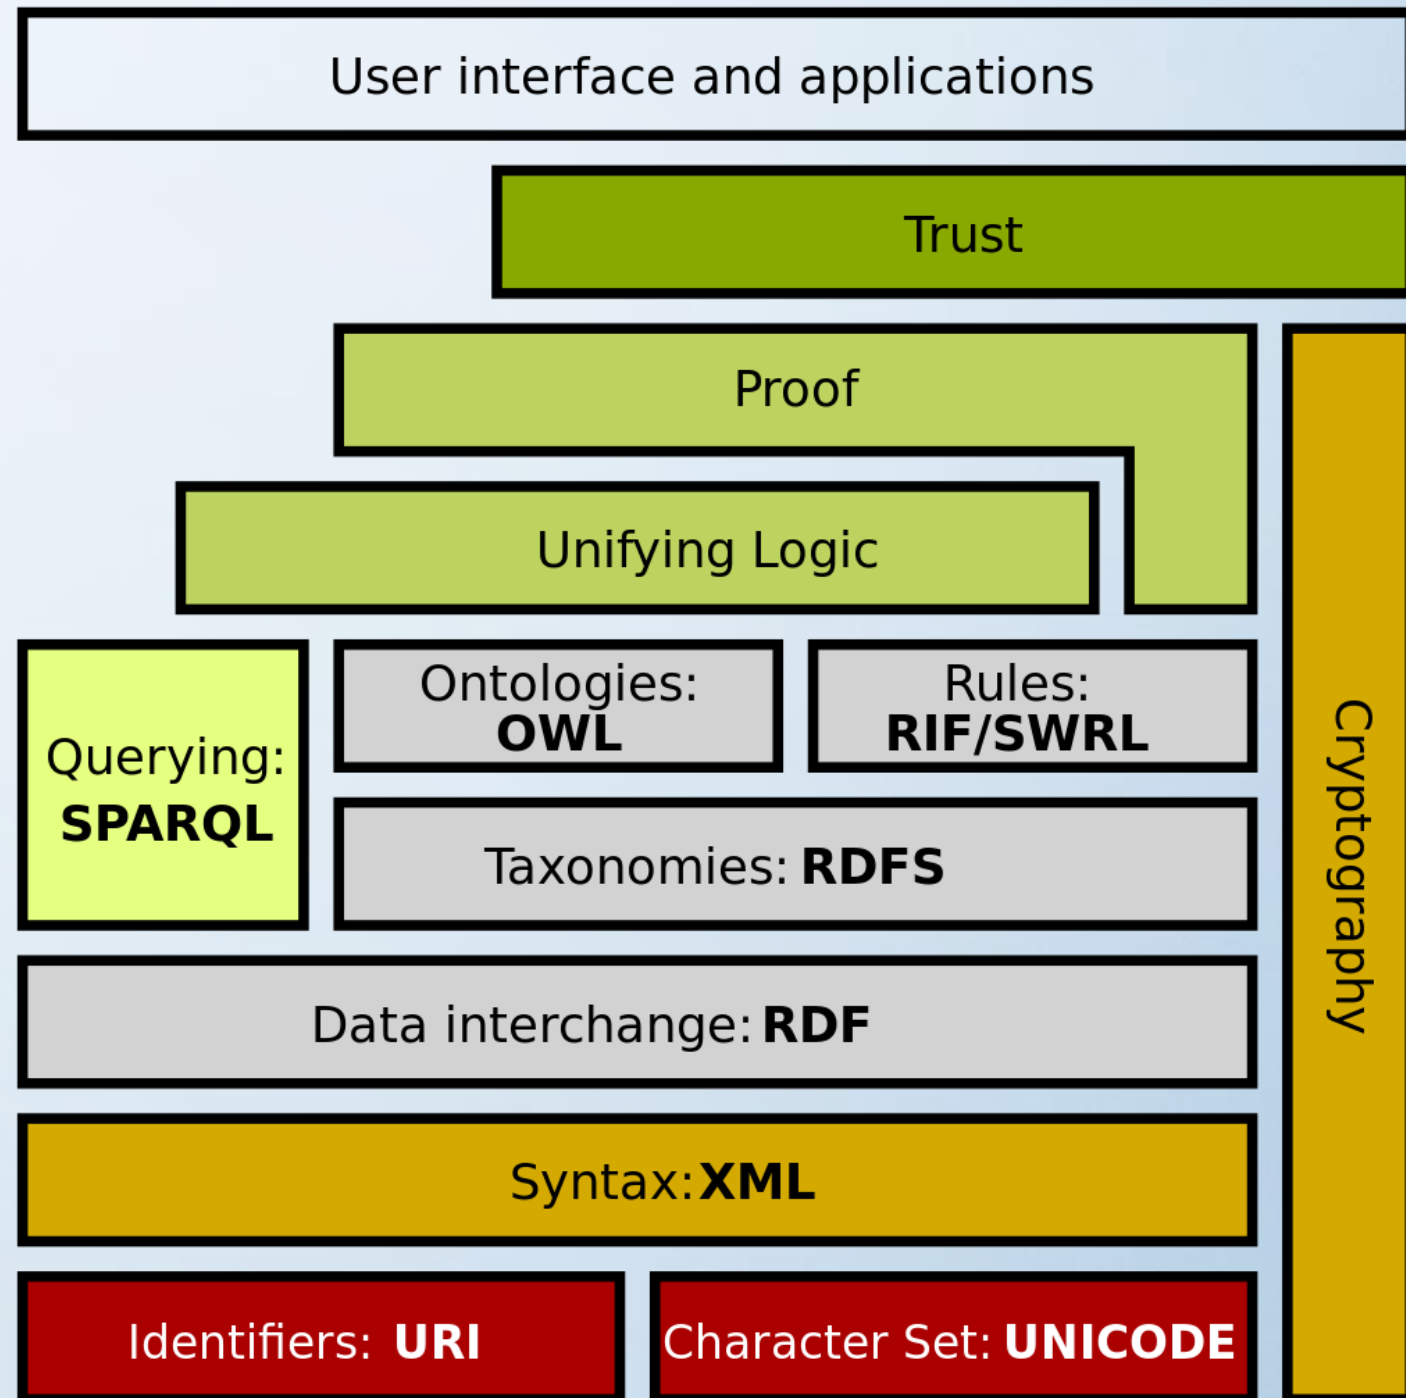 User interface and applications
Trust
Proof
Unifying Logic
Ontologies:
OWL
Rules:
RIF/SWRL
Querying:
SPARQL
Taxonomies: RDFS
Cryptography
Data interchange: RDF
Syntax: XML
Identifiers: URI
Character Set: UNICODE